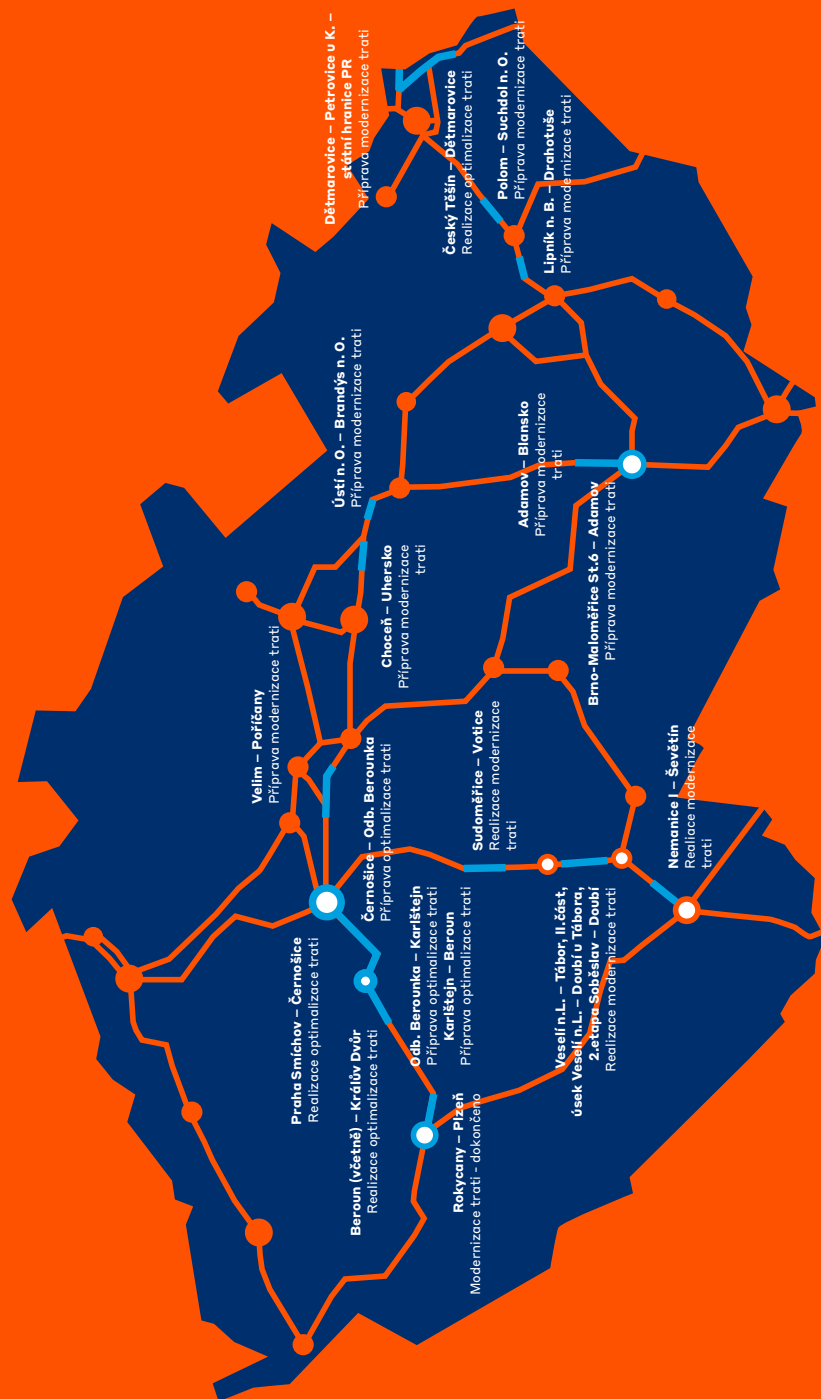 Dětmarovice – Petrovice u K. –
státní hranice PR
Příprava modernizace trati
Český Těšín – Dětmarovice
Realizace optimalizace trati
Polom – Suchdol n. O.
Příprava modernizace trati
Lipník n. B. – Drahotuše
Příprava modernizace trati
Ústí n. O. – Brandýs n. O.
Příprava modernizace trati
Adamov – Blansko
Příprava modernizace
trati
Choceň – Uhersko
Příprava modernizace
trati
Brno-Maloměřice St.6 – Adamov
Příprava modernizace trati
Velim – Poříčany
Příprava modernizace trati
Sudoměřice – Votice
Realizace modernizace
trati
Nemanice I – Ševětín
Realiace modernizace
trati
Černošice – Odb. Berounka
Příprava optimalizace trati
Odb. Berounka – Karlštejn
Příprava optimalizace trati
Karlštejn – Beroun
Příprava optimalizace trati
Veselí n.L. – Tábor, II.část,
úsek Veselí n.L. – Doubí u Tábora,
2.etapa Soběslav – Doubí
Realizace modernizace trati
Praha Smíchov – Černošice
Realizace optimalizace trati
Beroun (včetně) – Králův Dvůr
Realizace optimalizace trati
Rokycany – Plzeň
Modernizace trati - dokončeno